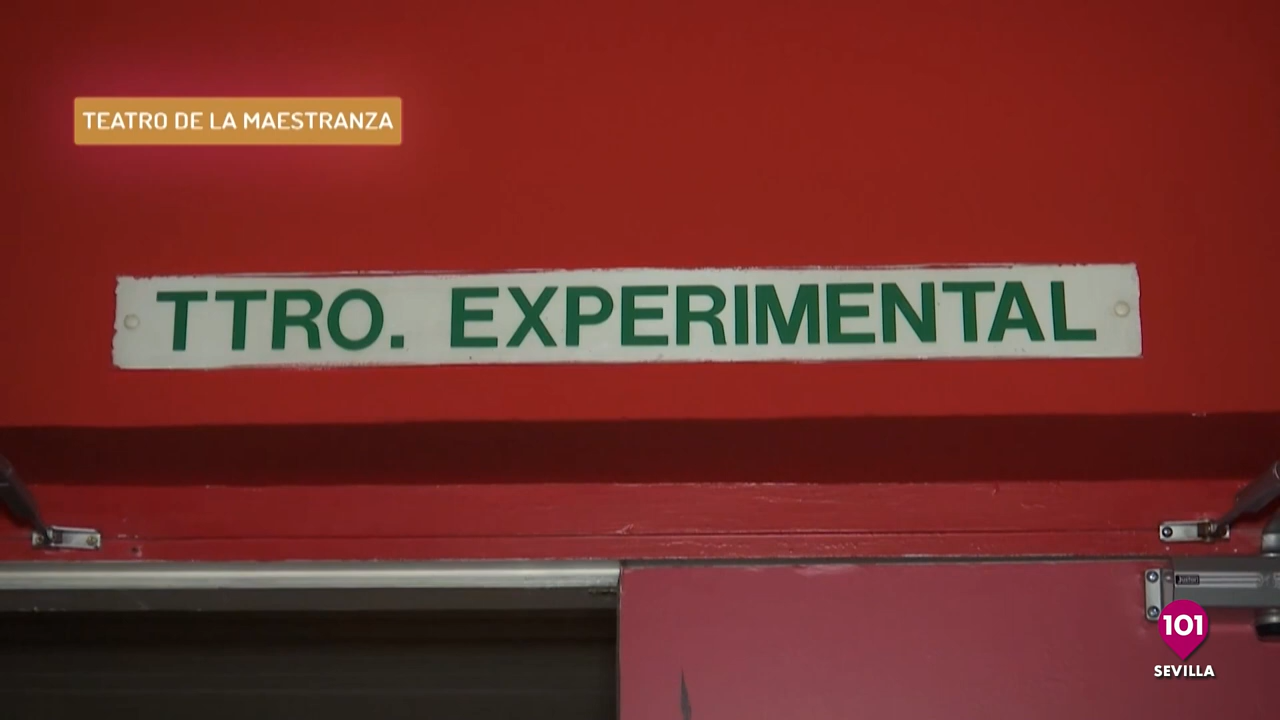 TEATRO DE LA MAESTRANZA
TTRO. EXPERIMENTAL
101
SEVILLA